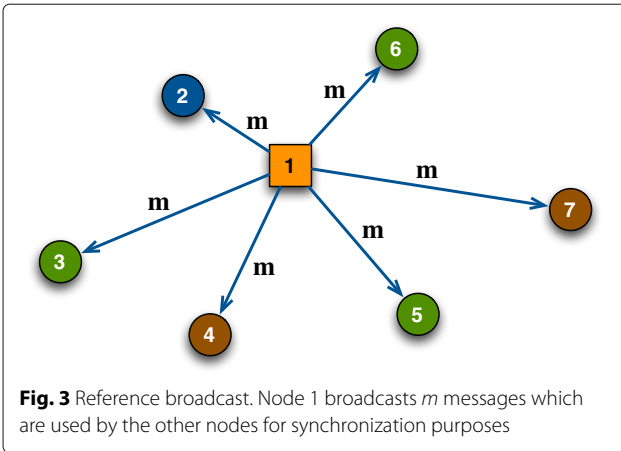 6
m
2
m
1
m
m
7
m
3
m
5
4
Fig. 3 Reference broadcast. Node 1 broadcasts m messages which
are used by the other nodes for synchronization purposes